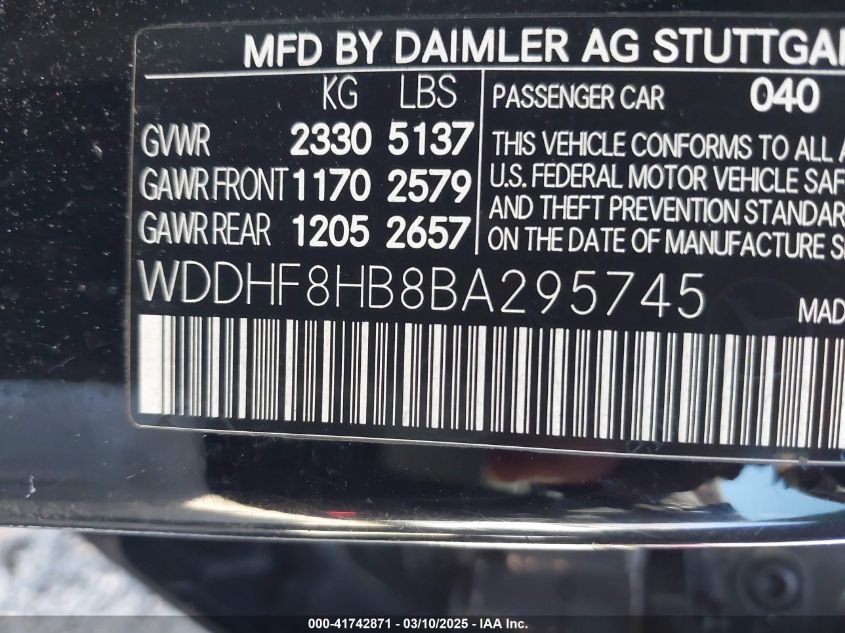 MFD BY DAIMLER AG STUTTGA
KG LBS PASSENGER CAR 040
GVWR 2330 5137
GAWR FRONT 1170 2579
GAWR REAR 1205 2657
THIS VEHICLE CONFORMS TO ALL A
U.S. FEDERAL MOTOR VEHICLE SAF
AND THEFT PREVENTION STANDAR
ON THE DATE OF MANUFACTURE S
WDDHF8HB8BA295745
MAD
000-41742871 - 03/10/2025 - IAA Inc.